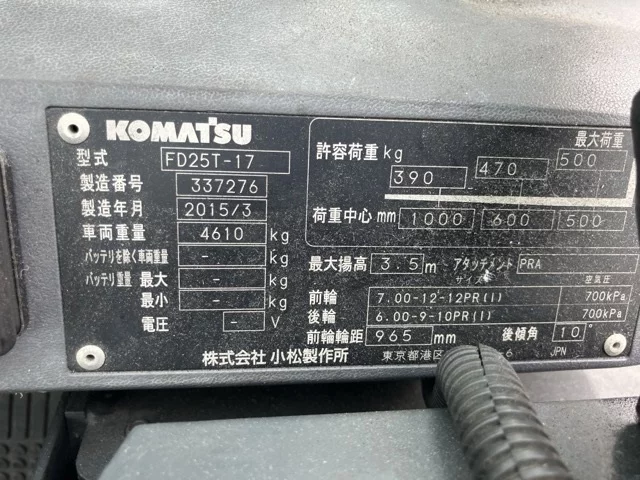 KOMATSU
型式 FD25T-17
製造番号 337276
製造年月 2015/3
車両重量 4610 kg
バッテリを除く車両重量 - kg
バッテリ重量 最大 - kg
最小 - kg
電圧 - V
最大荷重
許容荷重 kg 390 470 500
荷重中心 mm 1000 600 500
最大揚高 3.5 m アタッチメント PRA
サイズ 空気圧
前輪 7.00-12-12PR(I) 700kPa
後輪 6.00-9-10PR(I) 700kPa
前輪輪距 965 mm 後傾角 10°
株式会社 小松製作所 東京都港区 6 JPN